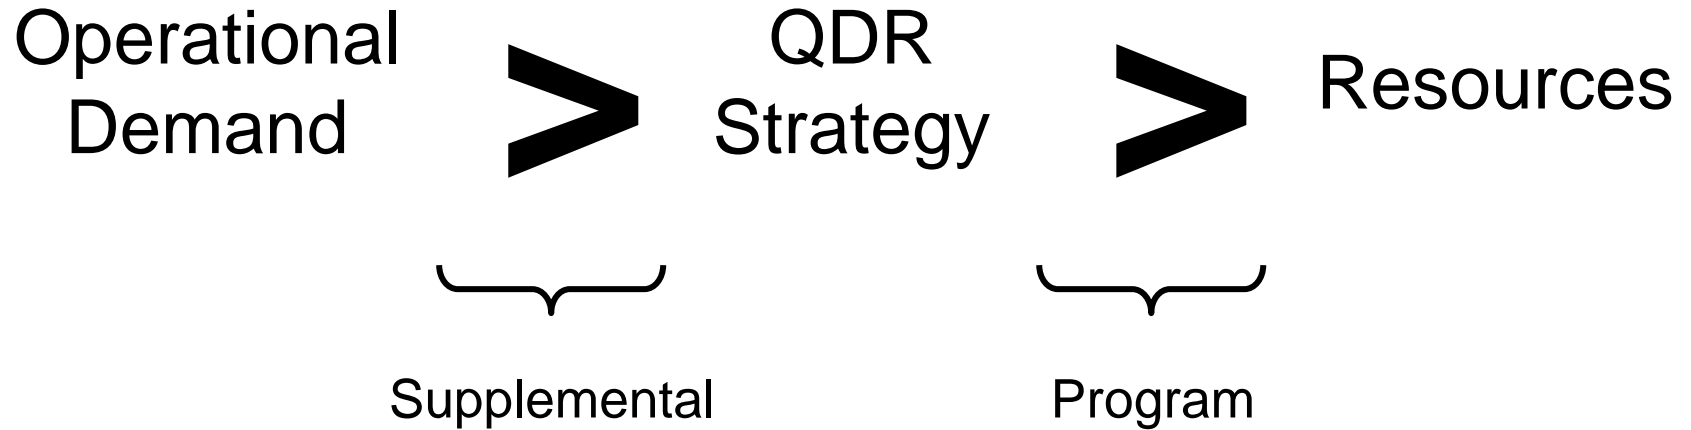 Operational
Demand
>
QDR
Strategy
>
Resources
Supplemental
Program